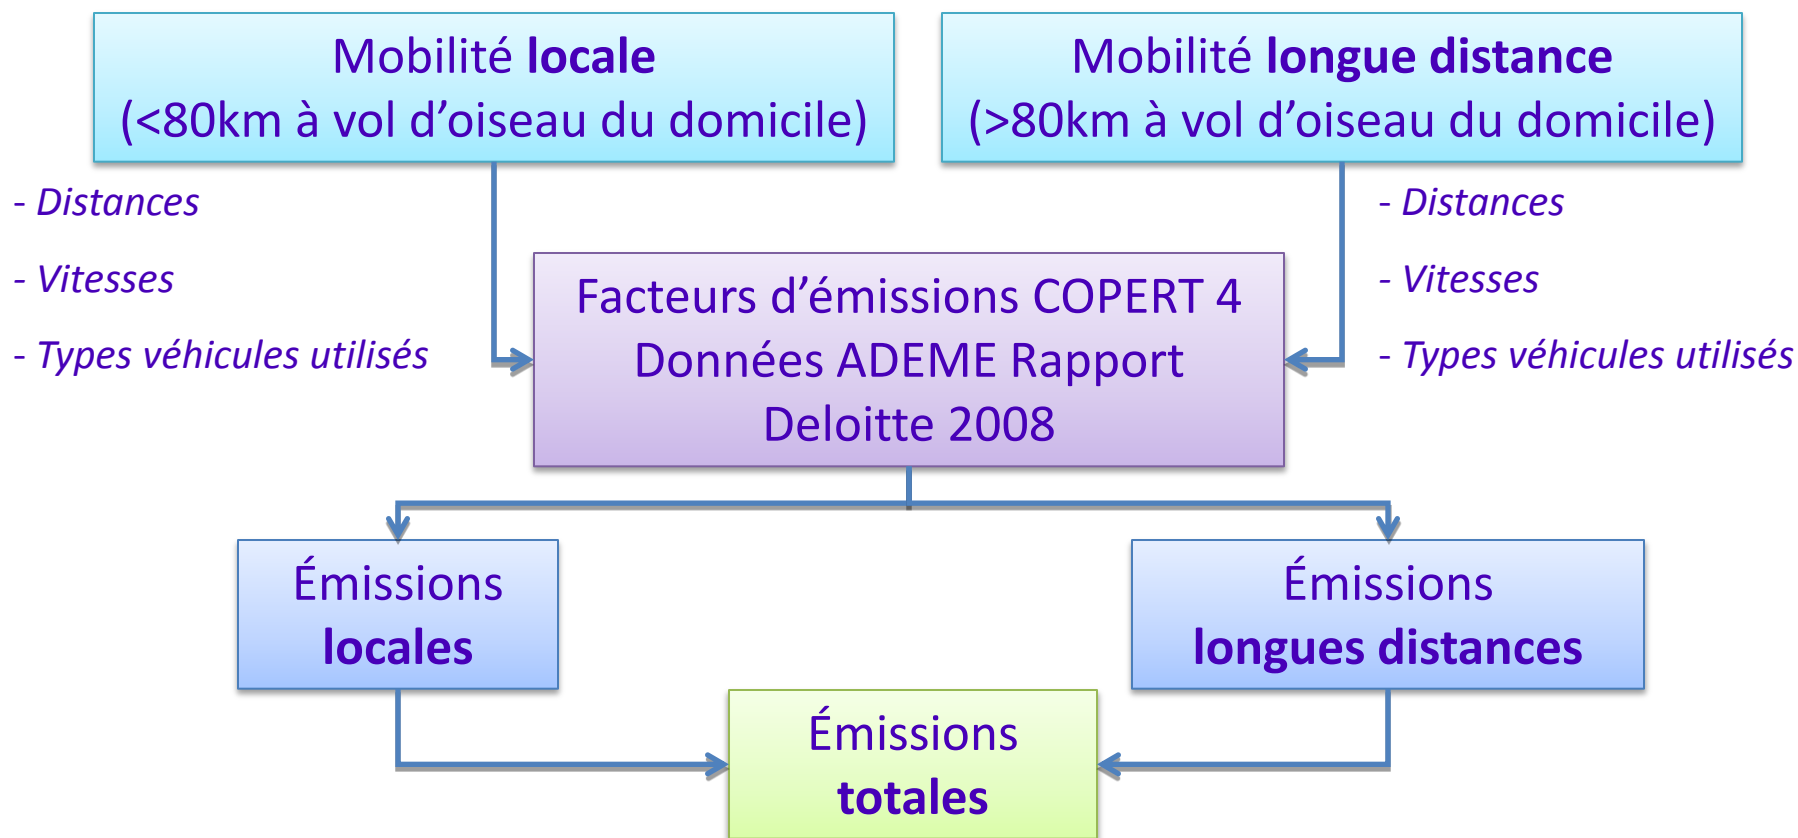 Mobilité locale
(<80km à vol d’oiseau du domicile)
Mobilité longue distance
(>80km à vol d’oiseau du domicile)
- Distances
- Vitesses
- Types véhicules utilisés
- Distances
- Vitesses
- Types véhicules utilisés
Facteurs d’émissions COPERT 4
Données ADEME Rapport
Deloitte 2008
Émissions
locales
Émissions
longues distances
Émissions
totales